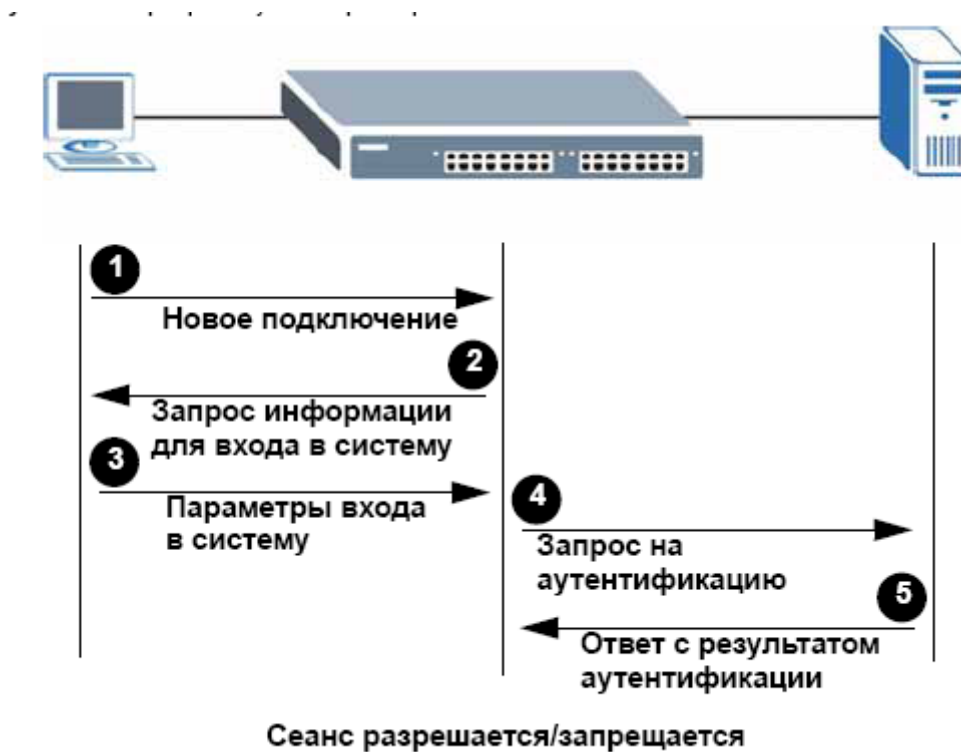 1
Новое подключение
2
Запрос информации
для входа в систему
3
Параметры входа
в систему
4
Запрос на
аутентификацию
5
Ответ с результатом
аутентификации
Сеанс разрешается/запрещается